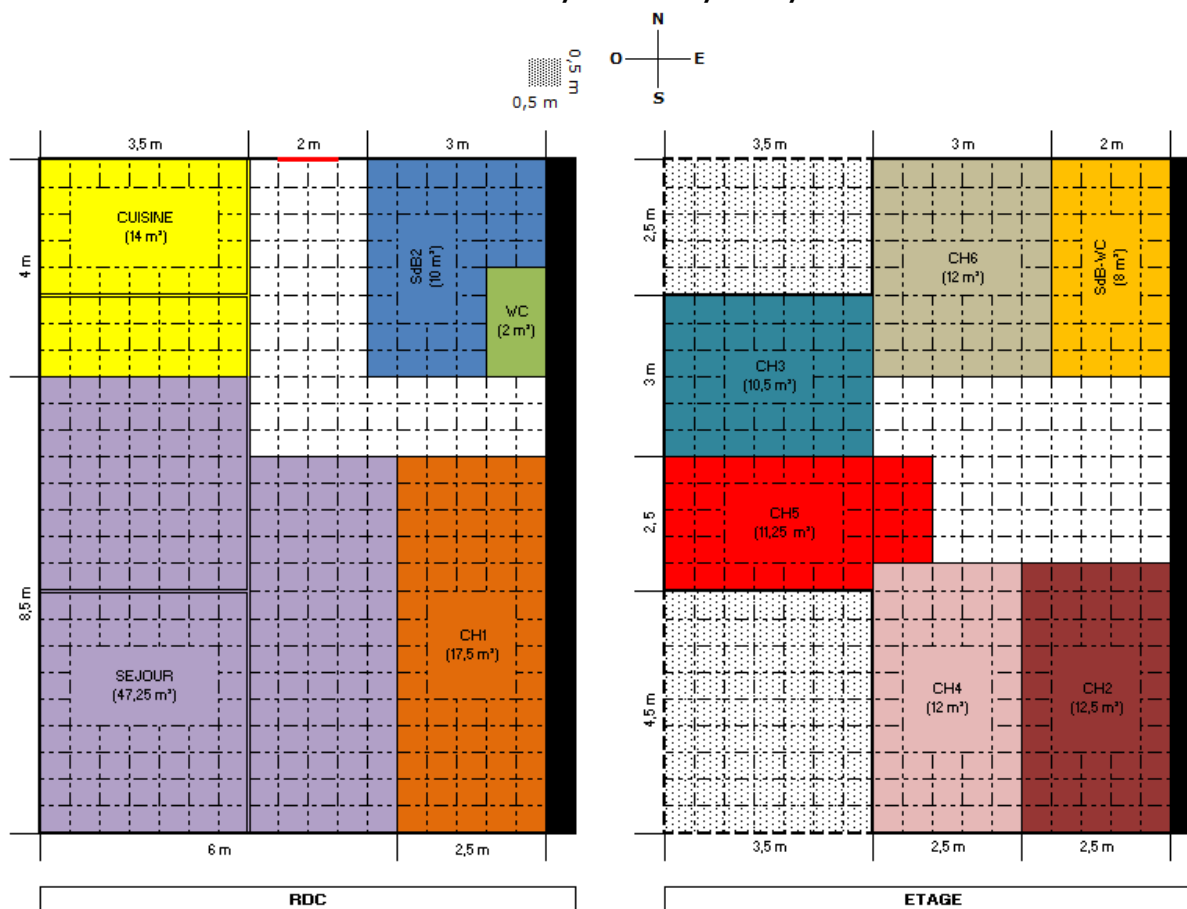 N
O
E
S
0,5 m
0,5 m
3,5 m
2 m
3 m
3,5 m
3 m
2 m
4 m
8,5 m
2,5 m
3 m
2,5
4,5 m
CUISINE
(14 m²)
SdB2
(10 m²)
WC
(2 m²)
CH6
(12 m²)
SdB-WC
(8 m²)
CH3
(10,5 m²)
CH5
(11,25 m²)
CH1
(17,5 m²)
SEJOUR
(47,25 m²)
CH4
(12 m²)
CH2
(12,5 m²)
6 m
2,5 m
3,5 m
2,5 m
2,5 m
RDC
ETAGE